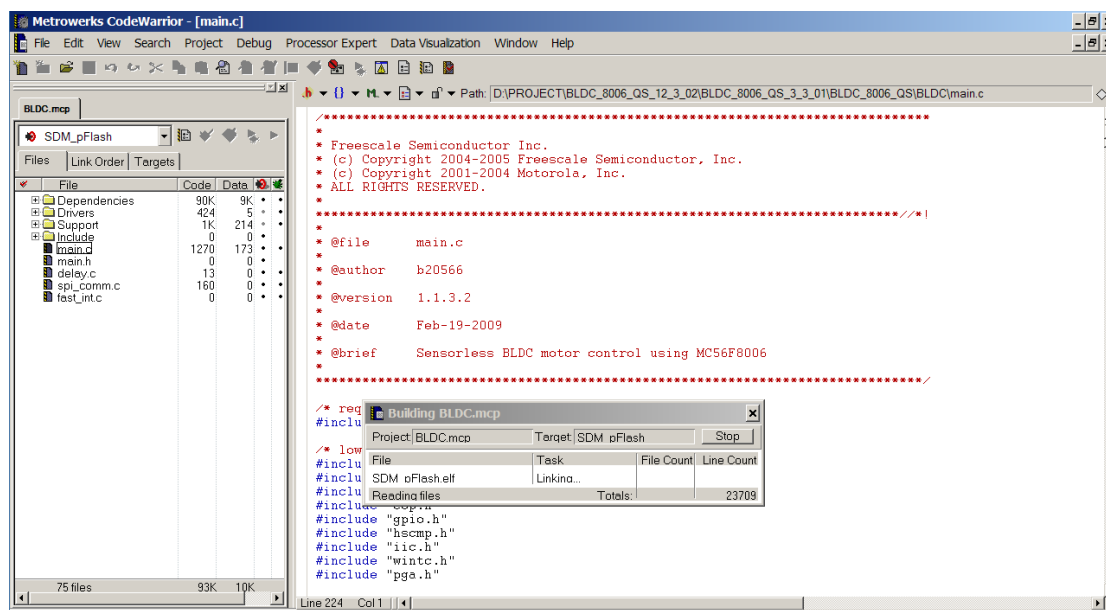 Metrowerks CodeWarrior - [main.c]
File Edit View Search Project Debug Processor Expert Data Visualization Window Help
BLDC.mcp
SDM_pFlash
Files Link Order Targets
File Code Data
Dependencies 90K 9K
Drivers 424 5
Support 1K 214
Include 0 0
main.c 1270 173
main.h 0 0
delay.c 13 0
spi_comm.c 160 0
fast_int.c 0 0
75 files 93K 10K
.h {} M. Path: D:\PROJECT\BLDC_8006_QS_12_3_02\BLDC_8006_QS_3_3_01\BLDC_8006_QS\BLDC\main.c
/******************************************************************************
*
* Freescale Semiconductor Inc.
* (c) Copyright 2004-2005 Freescale Semiconductor, Inc.
* (c) Copyright 2001-2004 Motorola, Inc.
* ALL RIGHTS RESERVED.
*
***************************************************************************//*!
*
* @file main.c
*
* @author b20566
*
* @version 1.1.3.2
*
* @date Feb-19-2009
*
* @brief Sensorless BLDC motor control using MC56F8006
*
******************************************************************************/
/* req
#inclu
/* low
#inclu
#inclu
#inclu
#include
#include "gpio.h"
#include "hscmp.h"
#include "iic.h"
#include "wintc.h"
#include "pga.h"
Building BLDC.mcp
Project: BLDC.mcp Target: SDM_pFlash Stop
File Task File Count Line Count
SDM_pFlash.elf Linking...
Reading files Totals: 23709
Line 224 Col 1